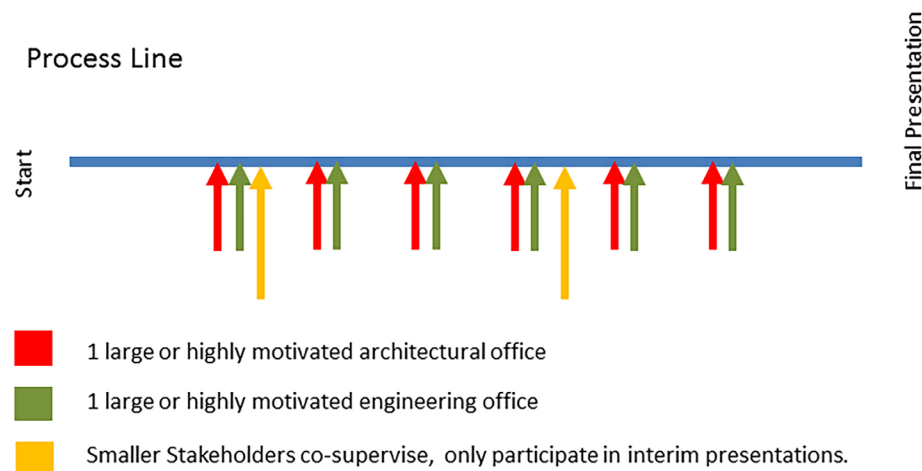 Process Line
Start
Final Presentation
1 large or highly motivated architectural office
1 large or highly motivated engineering office
Smaller Stakeholders co-supervise, only participate in interim presentations.